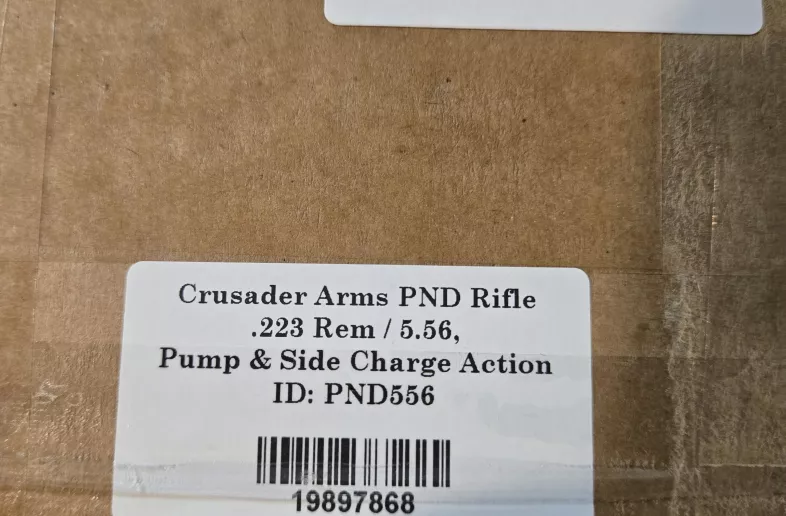 Crusader Arms PND Rifle
.223 Rem / 5.56,
Pump & Side Charge Action
ID: PND556
19897868